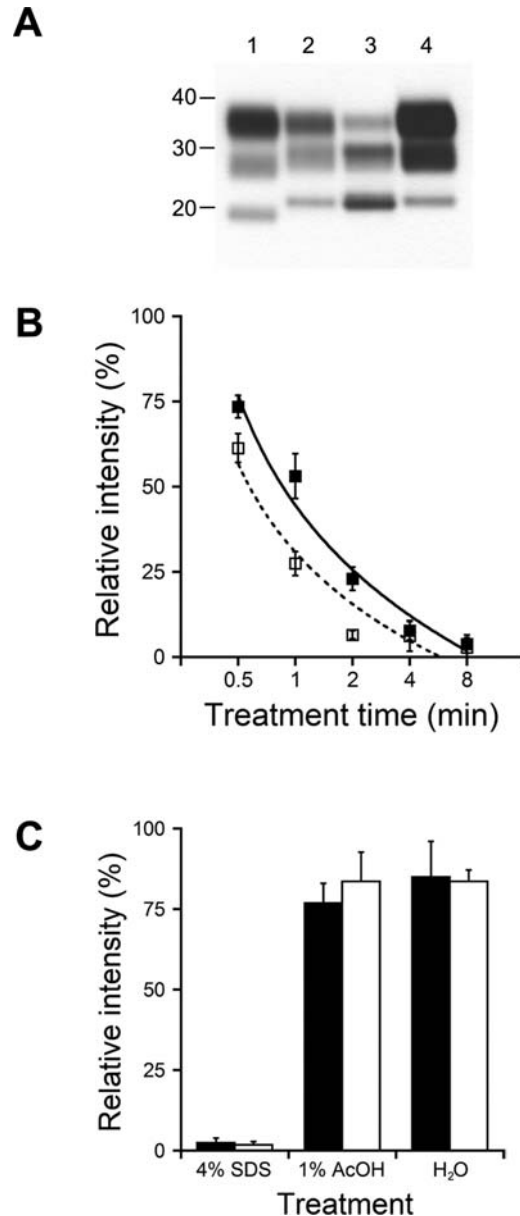 A
1 2 3 4
40
30
20
B
Relative intensity (%)
100
75
50
25
0
0.5 1 2 4 8
Treatment time (min)
C
Relative intensity (%)
100
75
50
25
0
4% SDS 1% AcOH H₂O
Treatment